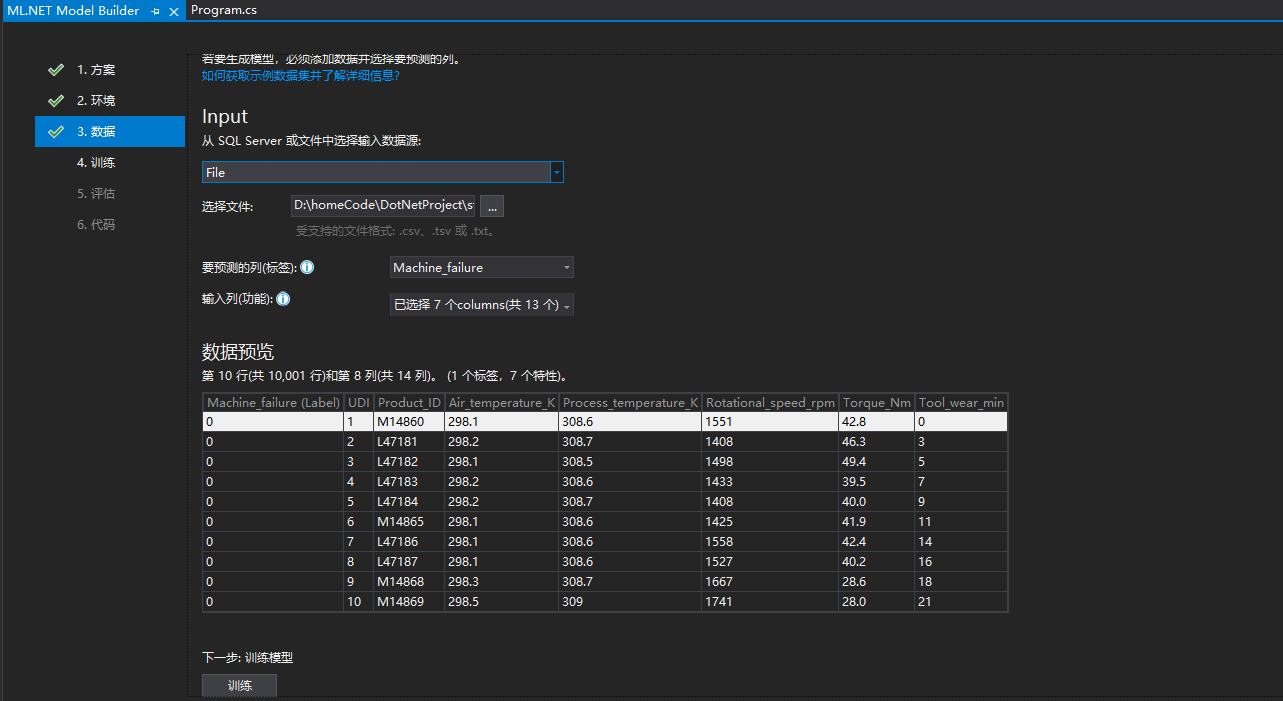 ML.NET Model Builder Program.cs
1. 方案
2. 环境
3. 数据
4. 训练
5. 评估
6. 代码
若要生成模型，必须添加数据并选择要预测的列。
如何获取示例数据集并了解详细信息?
Input
从 SQL Server 或文件中选择输入数据源:
File
选择文件: D:\homeCode\DotNetProject\s ...
受支持的文件格式: .csv、.tsv 或 .txt。
要预测的列(标签): Machine_failure
输入列(功能): 已选择 7 个columns(共 13 个)
数据预览
第 10 行(共 10,001 行)和第 8 列(共 14 列)。 (1 个标签，7 个特性)。
Machine_failure (Label) UDI Product_ID Air_temperature_K Process_temperature_K Rotational_speed_rpm Torque_Nm Tool_wear_min
0 1 M14860 298.1 308.6 1551 42.8 0
0 2 L47181 298.2 308.7 1408 46.3 3
0 3 L47182 298.1 308.5 1498 49.4 5
0 4 L47183 298.2 308.6 1433 39.5 7
0 5 L47184 298.2 308.7 1408 40.0 9
0 6 M14865 298.1 308.6 1425 41.9 11
0 7 L47186 298.1 308.6 1558 42.4 14
0 8 L47187 298.1 308.6 1527 40.2 16
0 9 M14868 298.3 308.7 1667 28.6 18
0 10 M14869 298.5 309 1741 28.0 21
下一步: 训练模型
训练